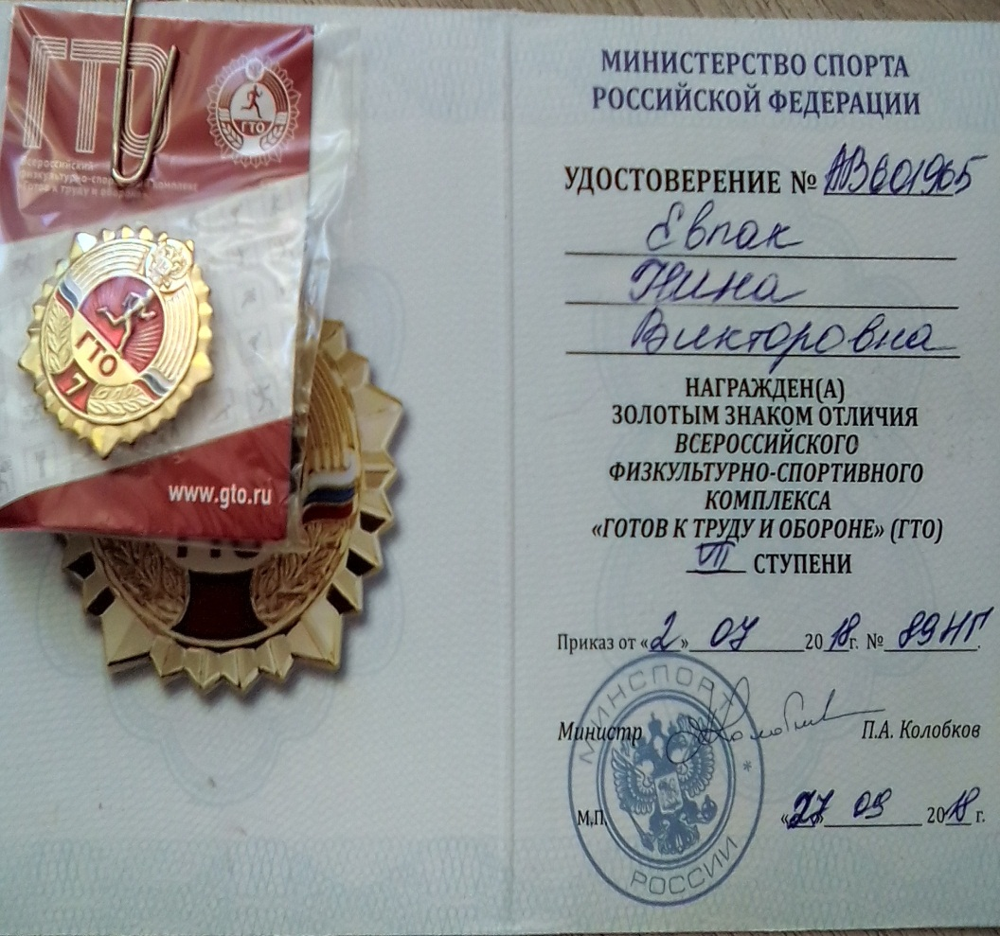 ГТО
ГТО
Всероссийский
физкультурно-спортивный комплекс
«Готов к труду и обороне»
ГТО
7
www.gto.ru
МИНИСТЕРСТВО СПОРТА
РОССИЙСКОЙ ФЕДЕРАЦИИ
УДОСТОВЕРЕНИЕ № АВ601965
Евпак
Нина
Викторовна
НАГРАЖДЕН(А)
ЗОЛОТЫМ ЗНАКОМ ОТЛИЧИЯ
ВСЕРОССИЙСКОГО
ФИЗКУЛЬТУРНО-СПОРТИВНОГО
КОМПЛЕКСА
«ГОТОВ К ТРУДУ И ОБОРОНЕ» (ГТО)
VII СТУПЕНИ
Приказ от «2» 07 2018г. № 89НГ.
МИНСПОРТ
Министр П.А. Колобков
М.П. «27» 09 2018 г.
РОССИИ